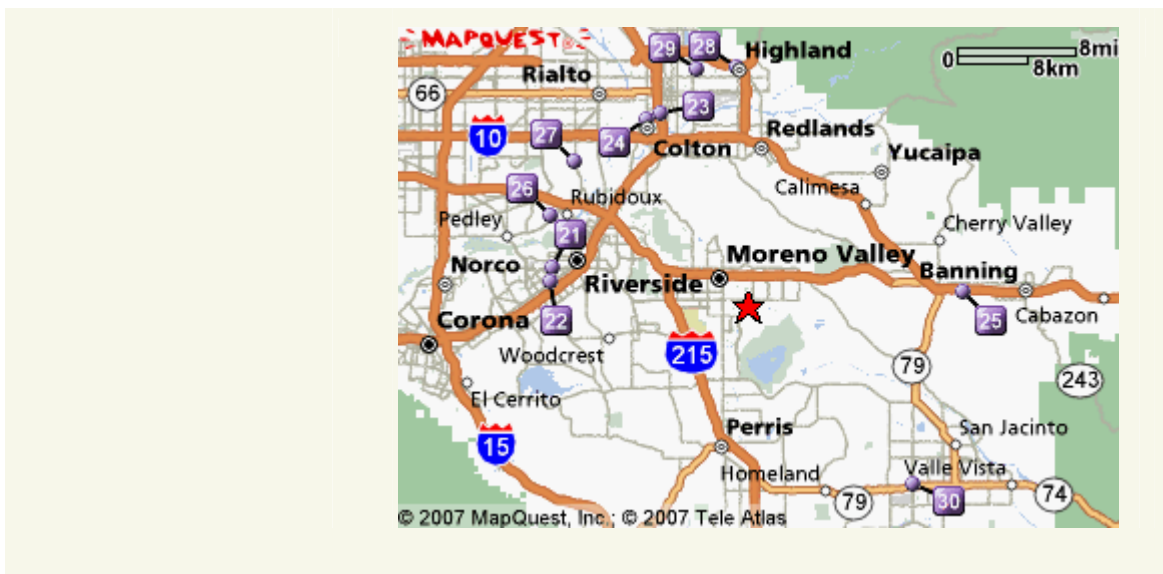 MAPQUEST
29 28 Highland
0 8mi
8km
Rialto
66
23
10 27 24 Colton
Redlands
Yucaipa
26 Rubidoux
Calimesa
Pedley 21
Cherry Valley
Norco Riverside Moreno Valley Banning
Corona 22
25 Cabazon
Woodcrest 215
79 243
El Cerrito
15 Perris San Jacinto
Homeland Valle Vista
79 30 74
© 2007 MapQuest, Inc.; © 2007 Tele Atlas